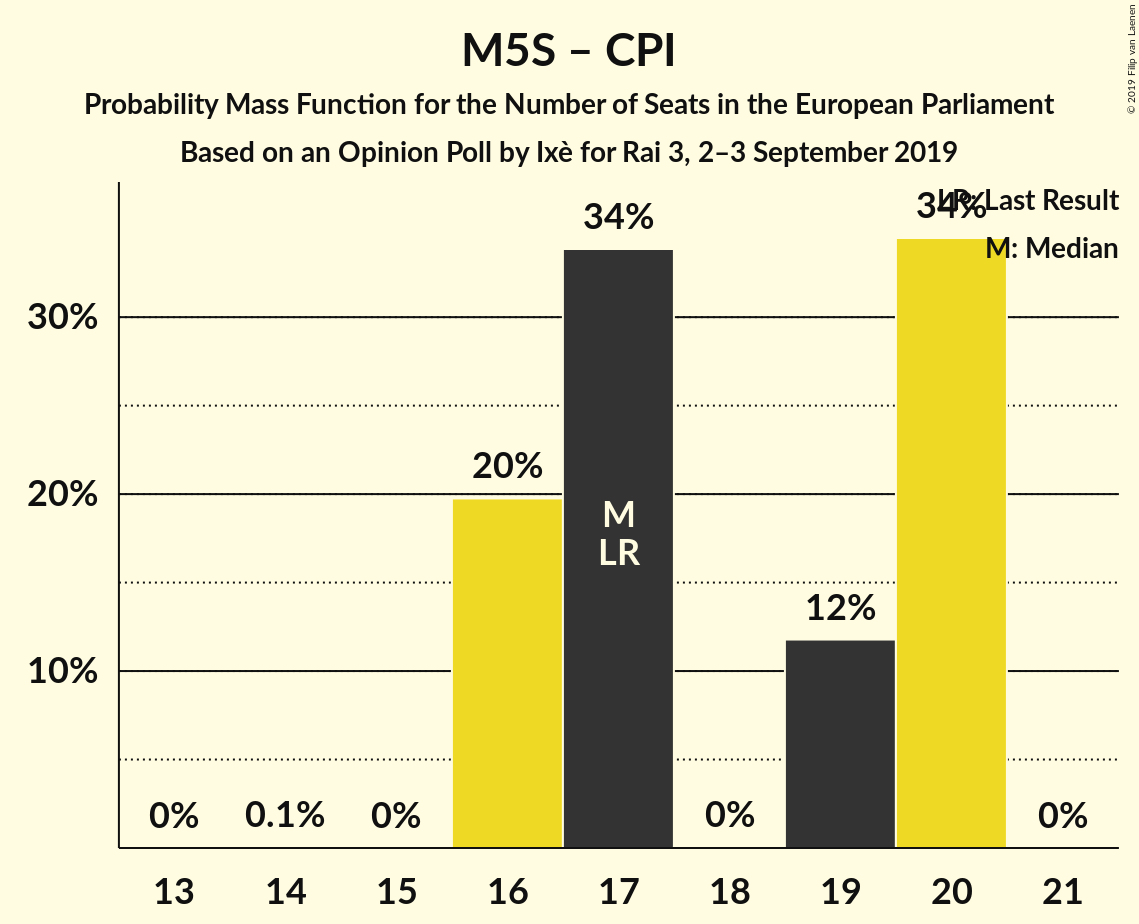 M5S – CPI
Probability Mass Function for the Number of Seats in the European Parliament
Based on an Opinion Poll by Ixè for Rai 3, 2–3 September 2019
© 2019 Filip van Laenen
LR: Last Result
M: Median
34%
34%
30%
20%
20%
M
LR
12%
10%
0%
0.1%
0%
0%
0%
13 14 15 16 17 18 19 20 21